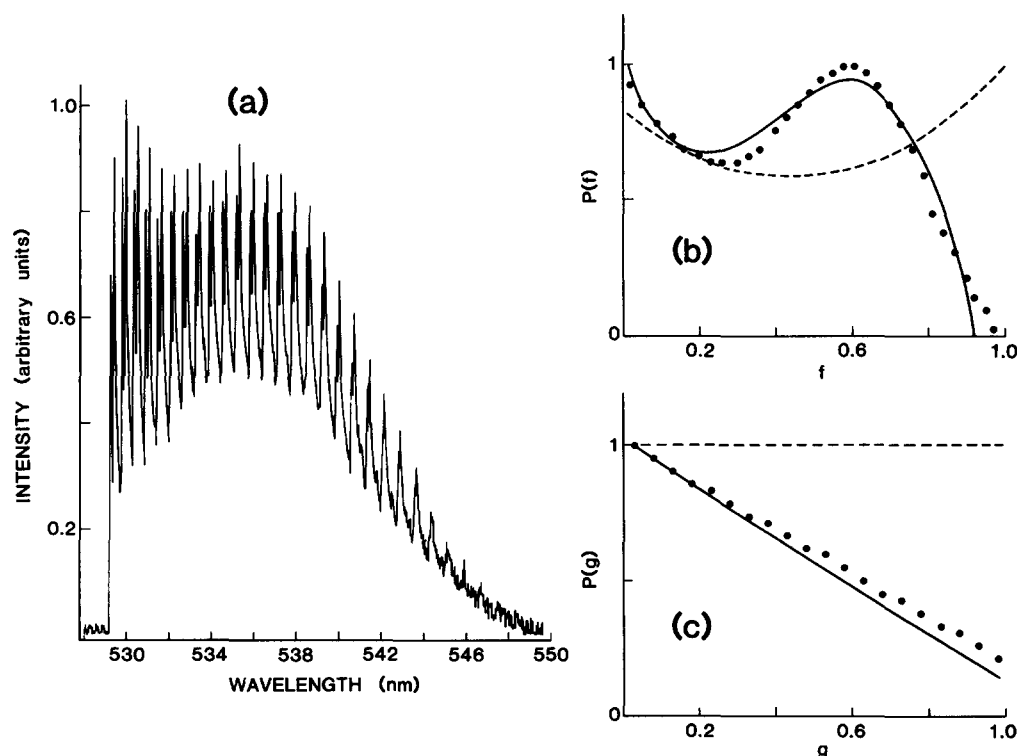 (a)
1.0
0.6
0.2
INTENSITY (arbitrary units)
530 534 538 542 546 550
WAVELENGTH (nm)
(b)
1
0
P(f)
0.2 0.6 1.0
f
(c)
1
0
P(g)
0.2 0.6 1.0
g